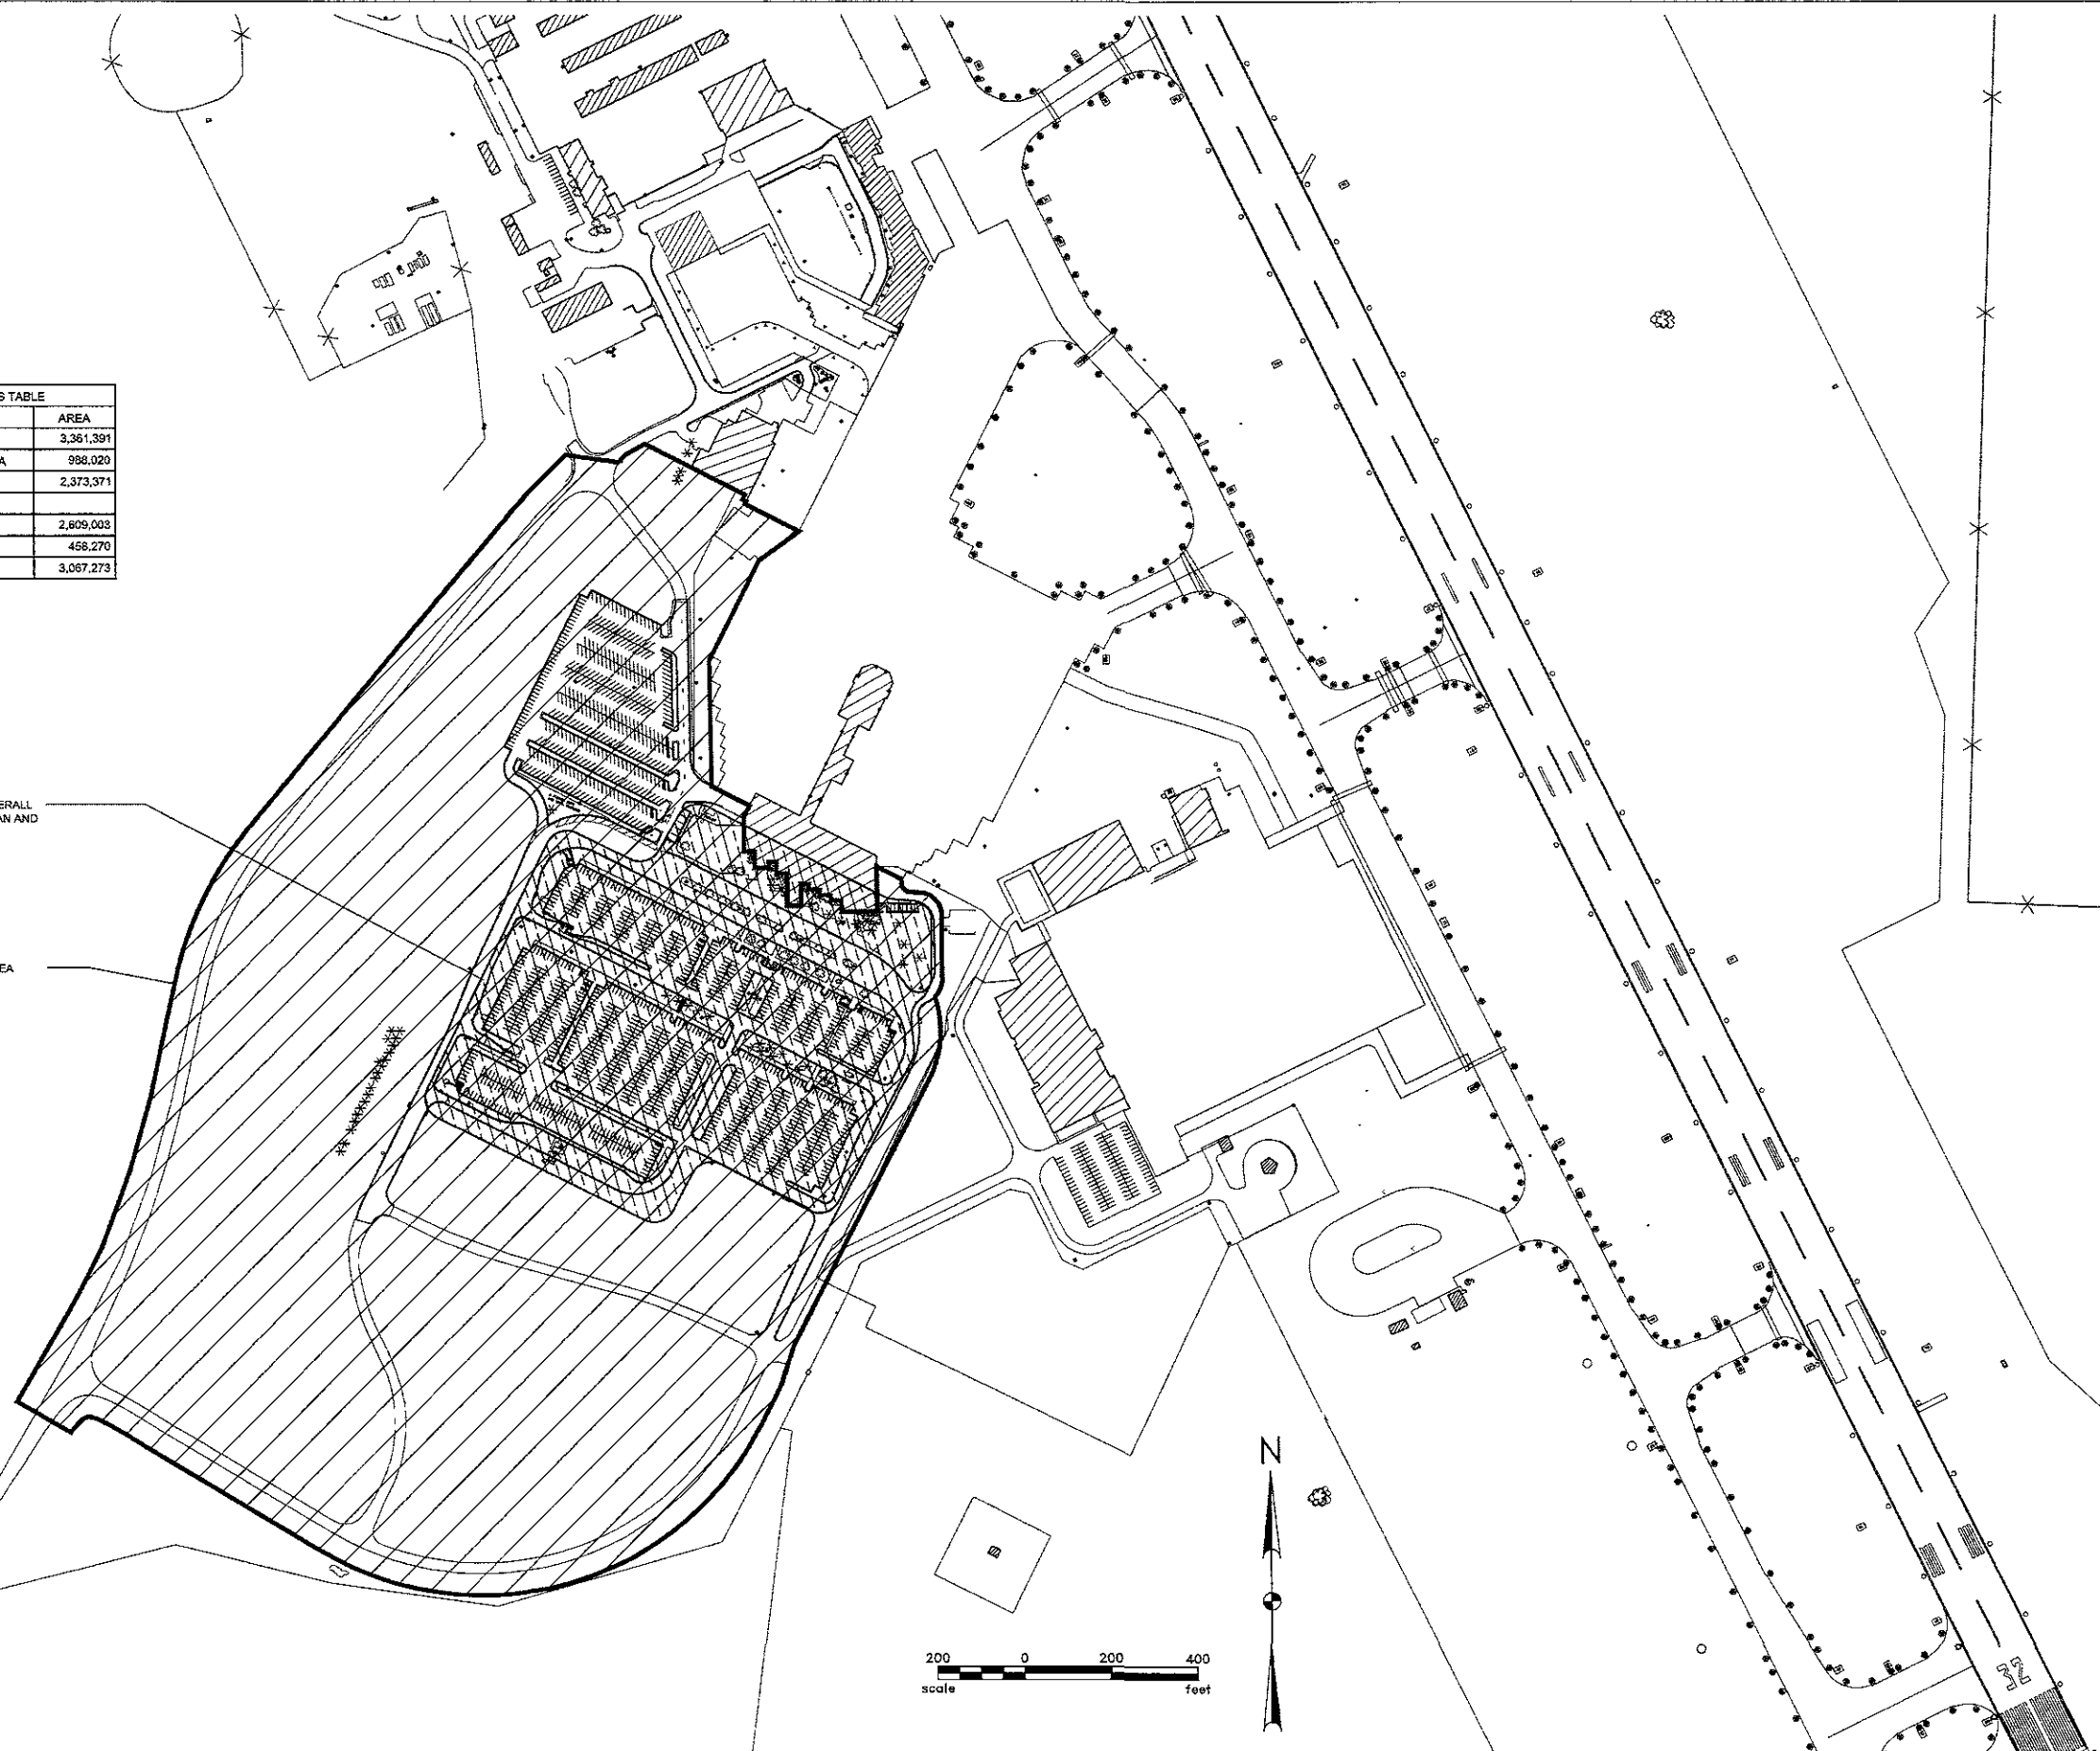 S TABLE
AREA
3,361,391
A 988,020
2,373,371
2,609,003
458,270
3,067,273
ERALL
AN AND
EA
N
200 0 200 400
scale feet
32